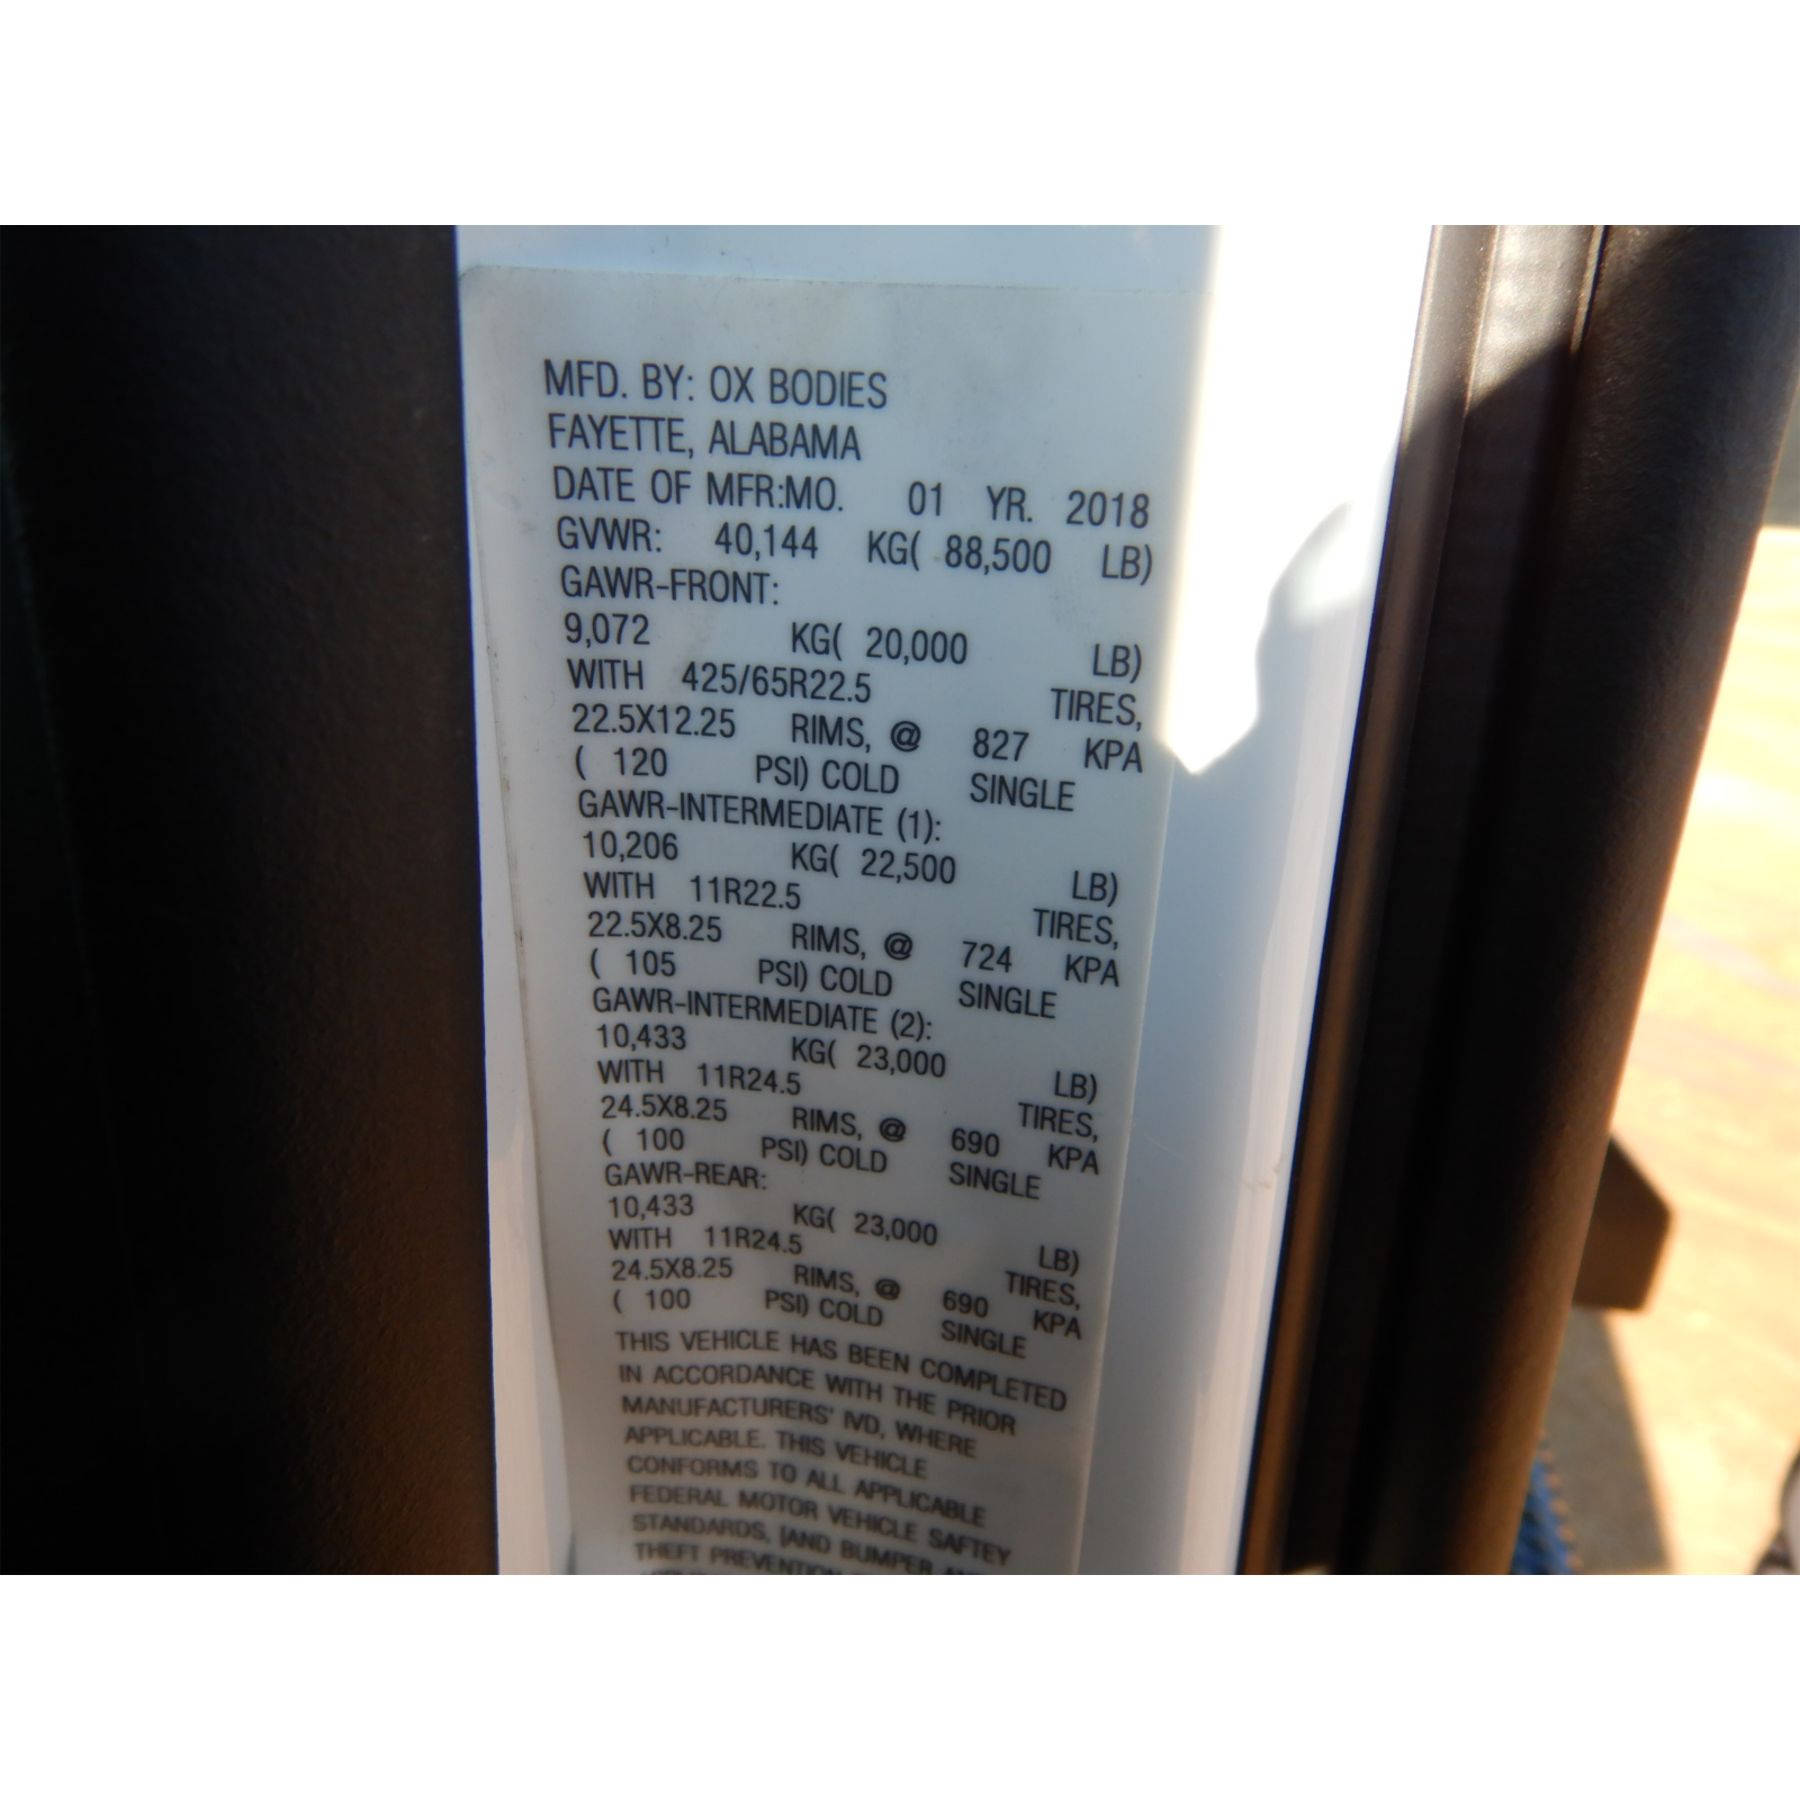 MFD. BY: OX BODIES
FAYETTE, ALABAMA
DATE OF MFR:MO. 01 YR. 2018
GVWR: 40,144 KG( 88,500 LB)
GAWR-FRONT:
9,072 KG( 20,000 LB)
WITH 425/65R22.5 TIRES,
22.5X12.25 RIMS, @ 827 KPA
( 120 PSI) COLD SINGLE
GAWR-INTERMEDIATE (1):
10,206 KG( 22,500 LB)
WITH 11R22.5 TIRES,
22.5X8.25 RIMS, @ 724 KPA
( 105 PSI) COLD SINGLE
GAWR-INTERMEDIATE (2):
10,433 KG( 23,000 LB)
WITH 11R24.5 TIRES,
24.5X8.25 RIMS, @ 690 KPA
( 100 PSI) COLD SINGLE
GAWR-REAR:
10,433 KG( 23,000 LB)
WITH 11R24.5 TIRES,
24.5X8.25 RIMS, @ 690 KPA
( 100 PSI) COLD SINGLE
THIS VEHICLE HAS BEEN COMPLETED
IN ACCORDANCE WITH THE PRIOR
MANUFACTURERS' IVD, WHERE
APPLICABLE. THIS VEHICLE
CONFORMS TO ALL APPLICABLE
FEDERAL MOTOR VEHICLE SAFTEY
STANDARDS, [AND BUMPER AND
THEFT PREVENTION